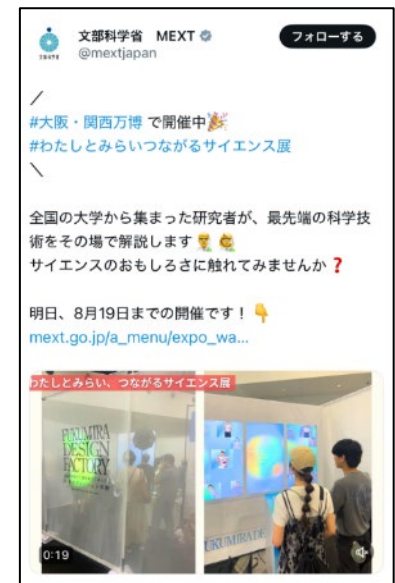 文部科学省 MEXT
フォローする
@mextjapan
／
#大阪・関西万博 で開催中🎉
#わたしとみらいつながるサイエンス展
＼
全国の大学から集まった研究者が、最先端の科学技
術をその場で解説します
サイエンスのおもしろさに触れてみませんか❓
明日、8月19日までの開催です！👇
mext.go.jp/a_menu/expo_wa...
わたしとみらい、つながるサイエンス展
FUKUMIRA
DESIGN
FACTORY
FUKUMIRA DE
0:19